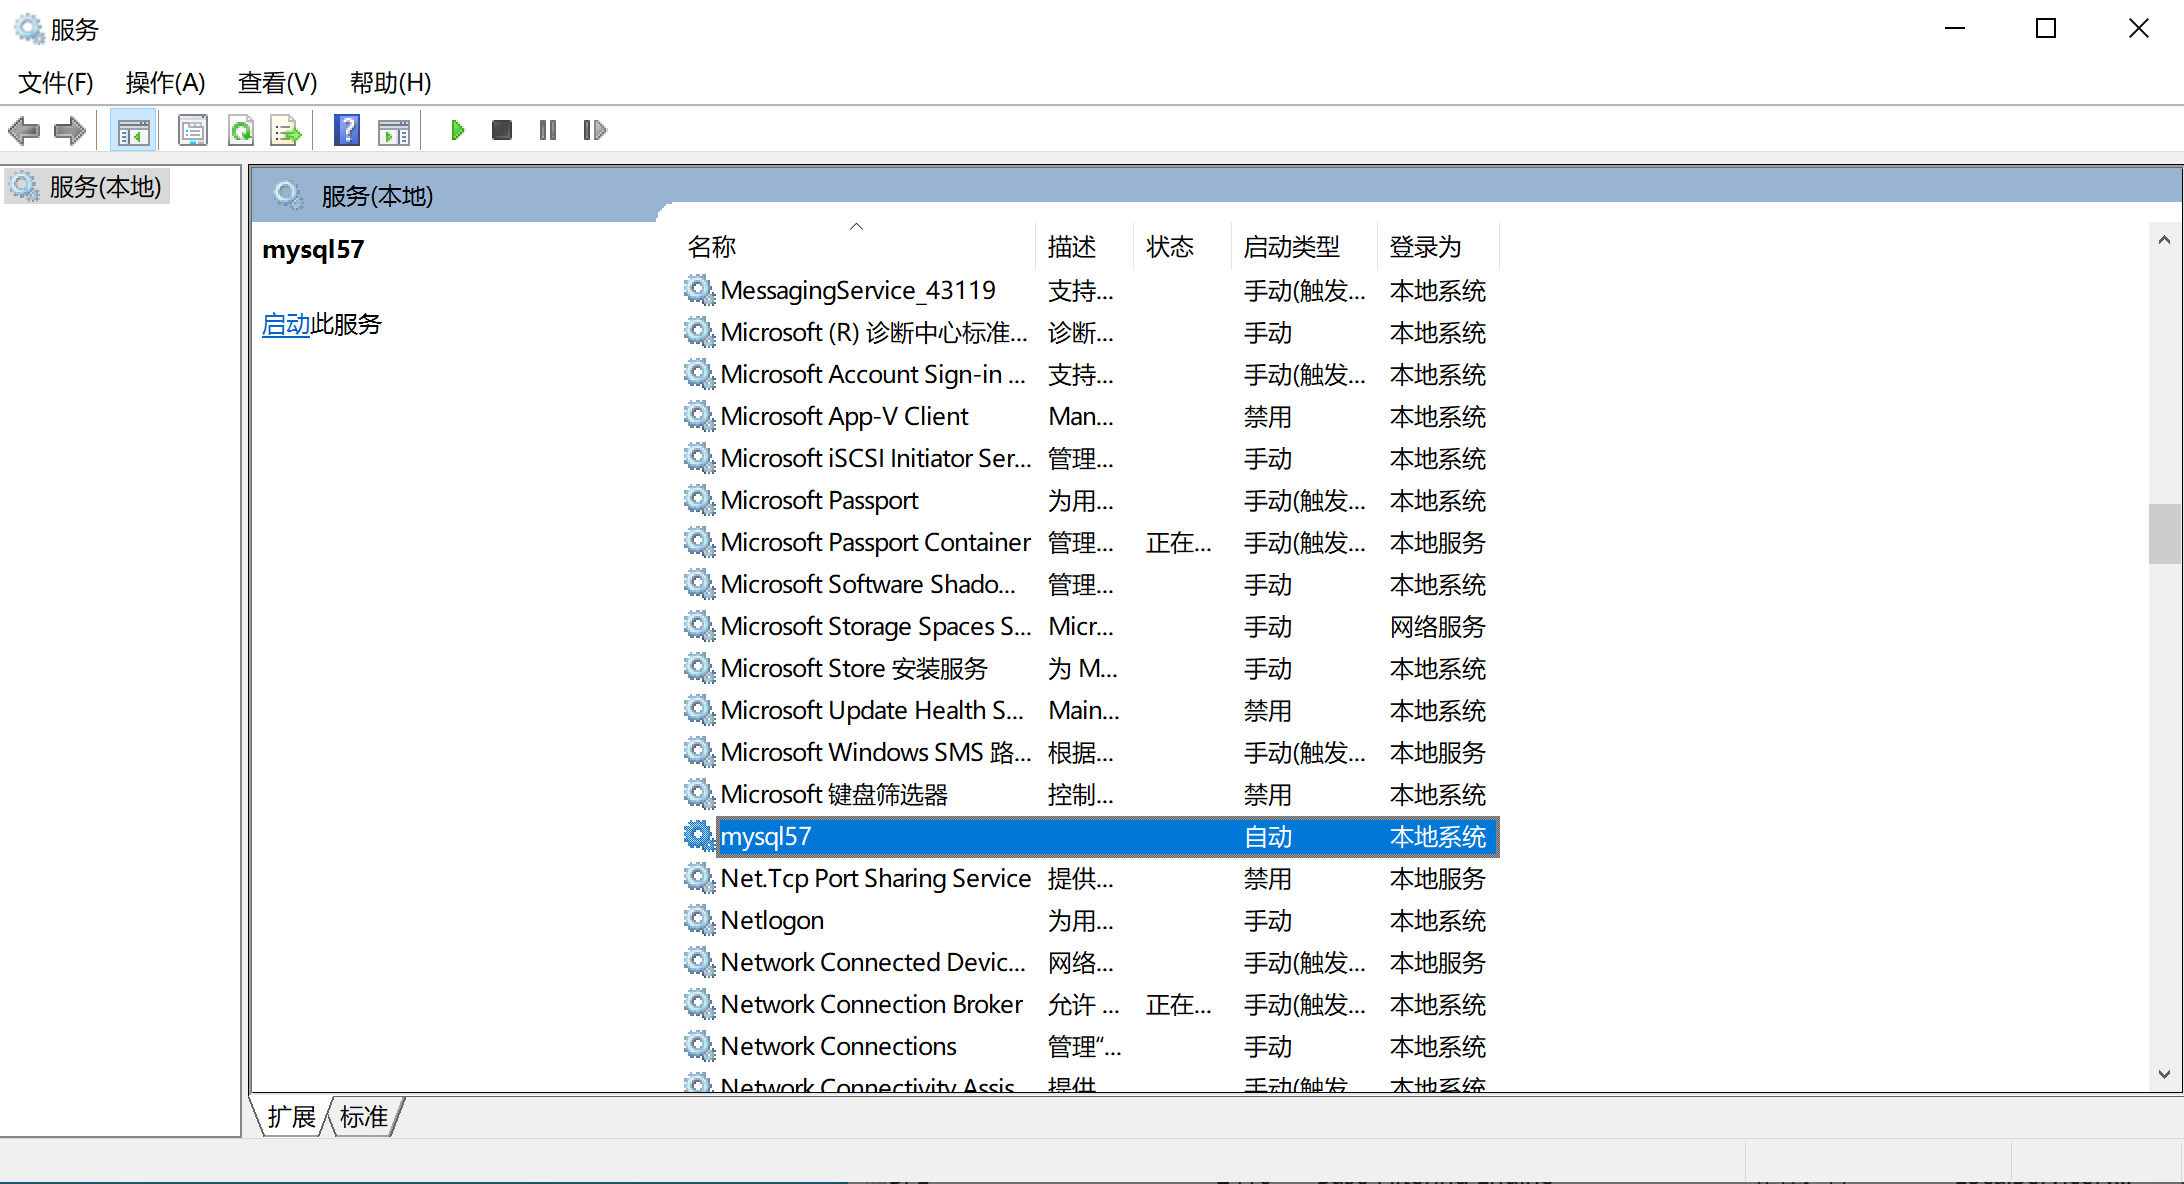 服务
文件(F) 操作(A) 查看(V) 帮助(H)
服务(本地)
服务(本地)
mysql57
启动此服务
名称 描述 状态 启动类型 登录为
MessagingService_43119 支持... 手动(触发... 本地系统
Microsoft (R) 诊断中心标准... 诊断... 手动 本地系统
Microsoft Account Sign-in ... 支持... 手动(触发... 本地系统
Microsoft App-V Client Man... 禁用 本地系统
Microsoft iSCSI Initiator Ser... 管理... 手动 本地系统
Microsoft Passport 为用... 手动(触发... 本地系统
Microsoft Passport Container 管理... 正在... 手动(触发... 本地服务
Microsoft Software Shado... 管理... 手动 本地系统
Microsoft Storage Spaces S... Micr... 手动 网络服务
Microsoft Store 安装服务 为 M... 手动 本地系统
Microsoft Update Health S... Main... 禁用 本地系统
Microsoft Windows SMS 路... 根据... 手动(触发... 本地服务
Microsoft 键盘筛选器 控制... 禁用 本地系统
mysql57 自动 本地系统
Net.Tcp Port Sharing Service 提供... 禁用 本地服务
Netlogon 为用... 手动 本地系统
Network Connected Devic... 网络... 手动(触发... 本地服务
Network Connection Broker 允许 ... 正在... 手动(触发... 本地系统
Network Connections 管理“... 手动 本地系统
Network Connectivity Assis 提供 手动(触发 本地系统
扩展 标准